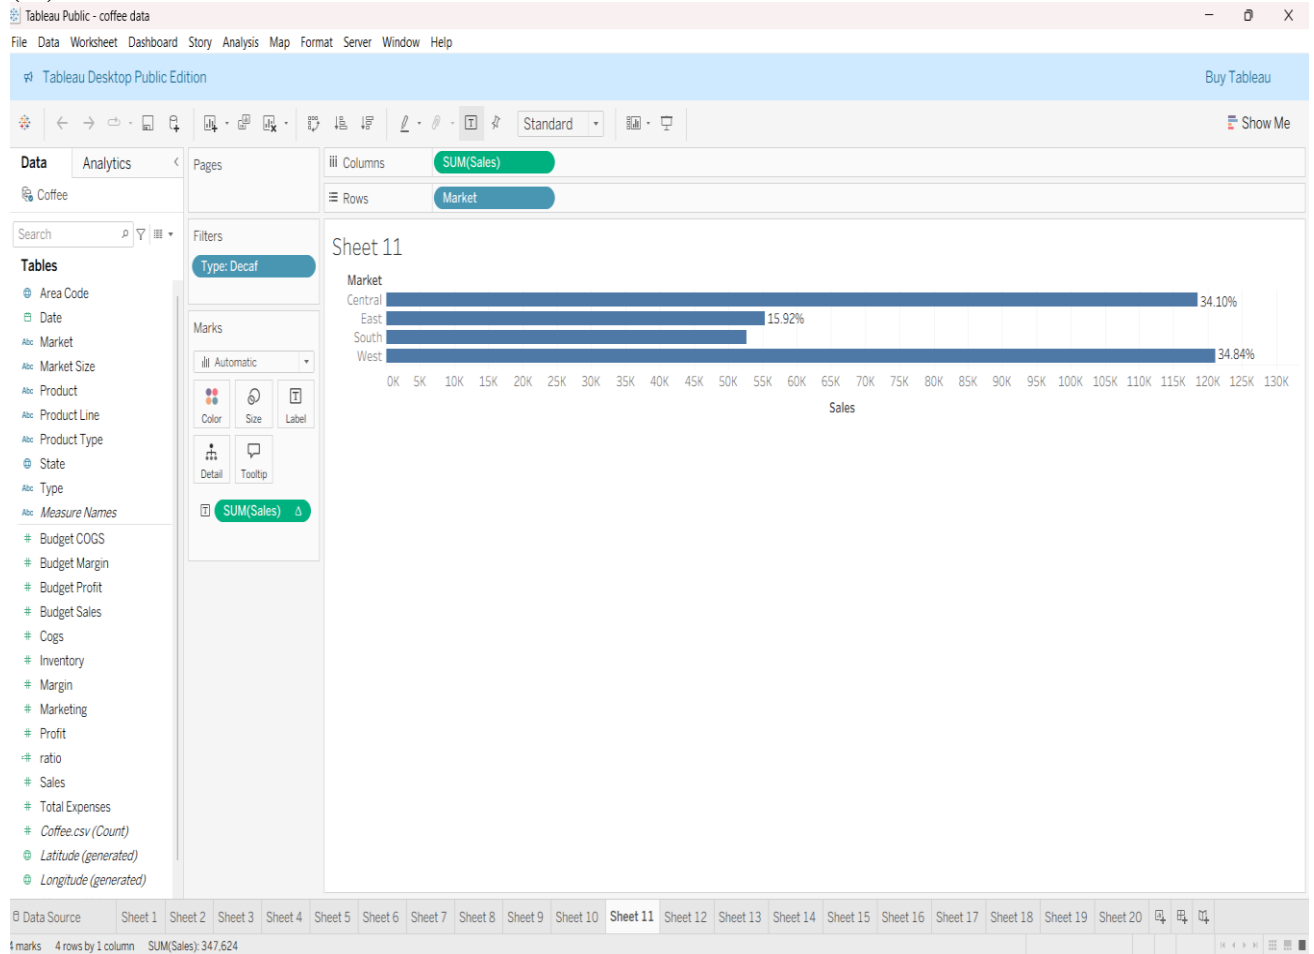 Tableau Public - coffee data
File Data Worksheet Dashboard Story Analysis Map Format Server Window Help
Tableau Desktop Public Edition Buy Tableau
Standard Show Me
Data Analytics
Coffee
Search
Tables
Area Code
Date
Abc Market
Abc Market Size
Abc Product
Abc Product Line
Abc Product Type
State
Abc Type
Abc Measure Names
# Budget COGS
# Budget Margin
# Budget Profit
# Budget Sales
# Cogs
# Inventory
# Margin
# Marketing
# Profit
# ratio
# Sales
# Total Expenses
# Coffee.csv (Count)
Latitude (generated)
Longitude (generated)
Pages
Filters
Type: Decaf
Marks
Automatic
Color Size Label
Detail Tooltip
SUM(Sales) Δ
Columns SUM(Sales)
Rows Market
Sheet 11
Market
Central 34.10%
East 15.92%
South
West 34.84%
0K 5K 10K 15K 20K 25K 30K 35K 40K 45K 50K 55K 60K 65K 70K 75K 80K 85K 90K 95K 100K 105K 110K 115K 120K 125K 130K
Sales
Data Source Sheet 1 Sheet 2 Sheet 3 Sheet 4 Sheet 5 Sheet 6 Sheet 7 Sheet 8 Sheet 9 Sheet 10 Sheet 11 Sheet 12 Sheet 13 Sheet 14 Sheet 15 Sheet 16 Sheet 17 Sheet 18 Sheet 19 Sheet 20
4 marks 4 rows by 1 column SUM(Sales): 347,624